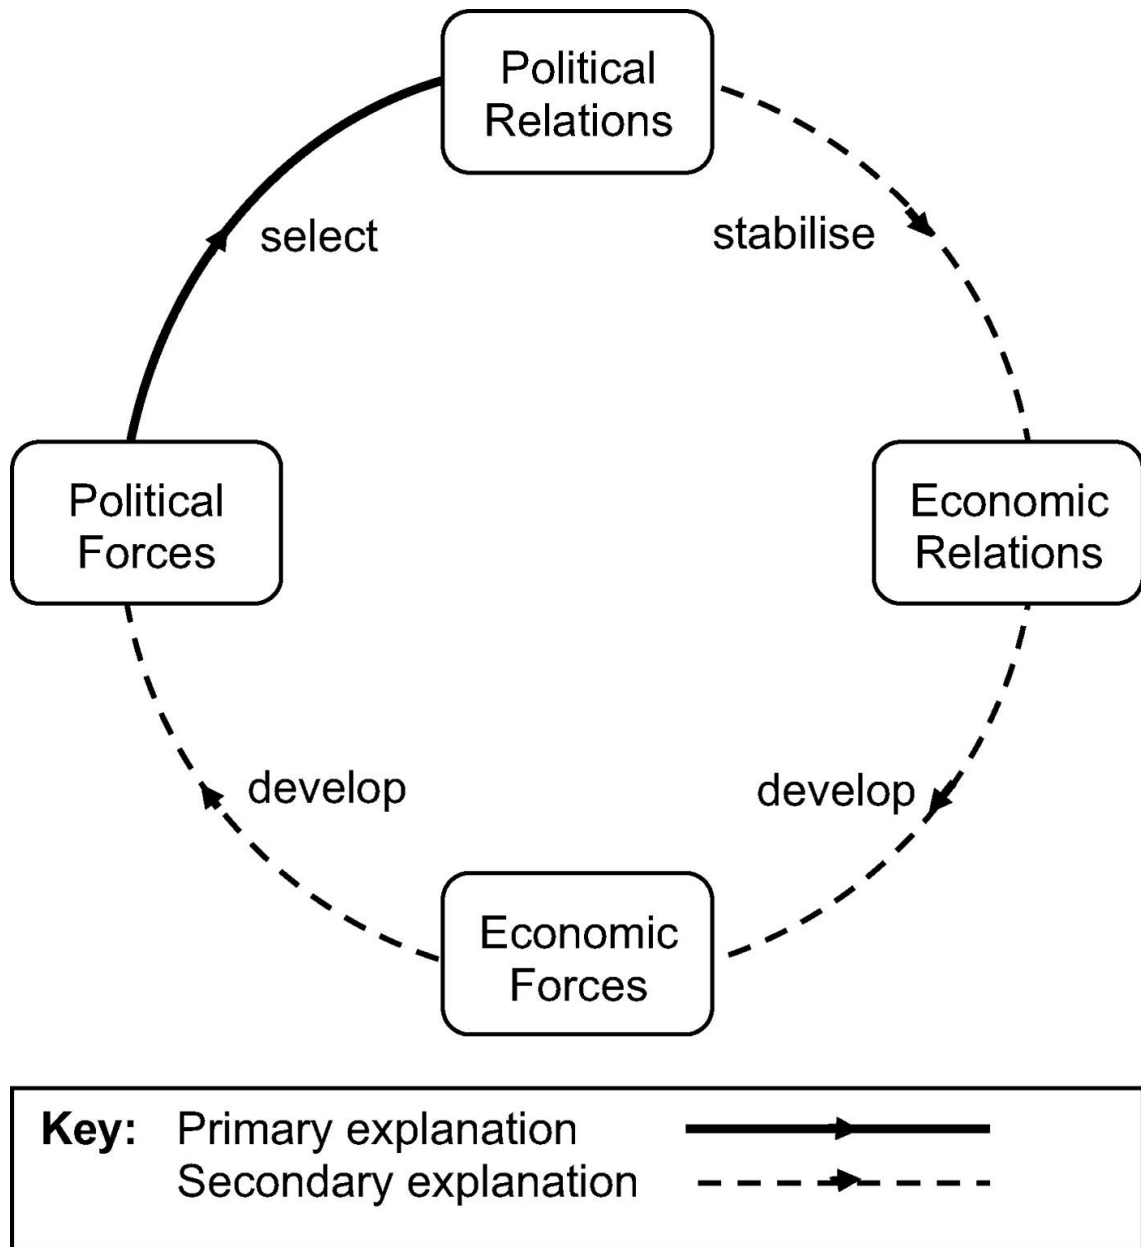 Political
Relations
select
stabilise
Political
Forces
Economic
Relations
develop
develop
Economic
Forces
Key: Primary explanation
Secondary explanation